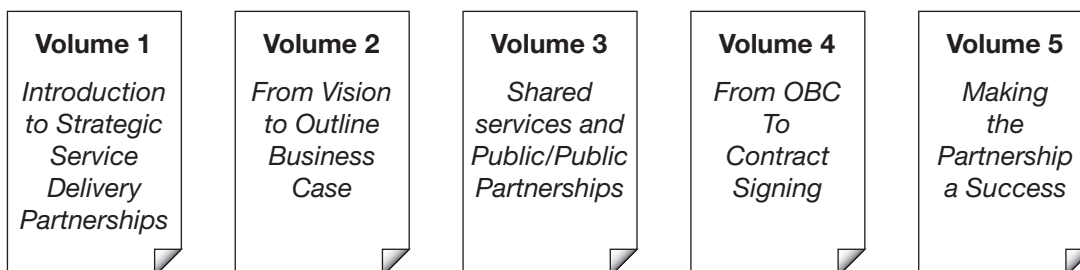 Volume 1
Introduction
to Strategic
Service
Delivery
Partnerships
Volume 2
From Vision
to Outline
Business
Case
Volume 3
Shared
services and
Public/Public
Partnerships
Volume 4
From OBC
To
Contract
Signing
Volume 5
Making
the
Partnership
a Success